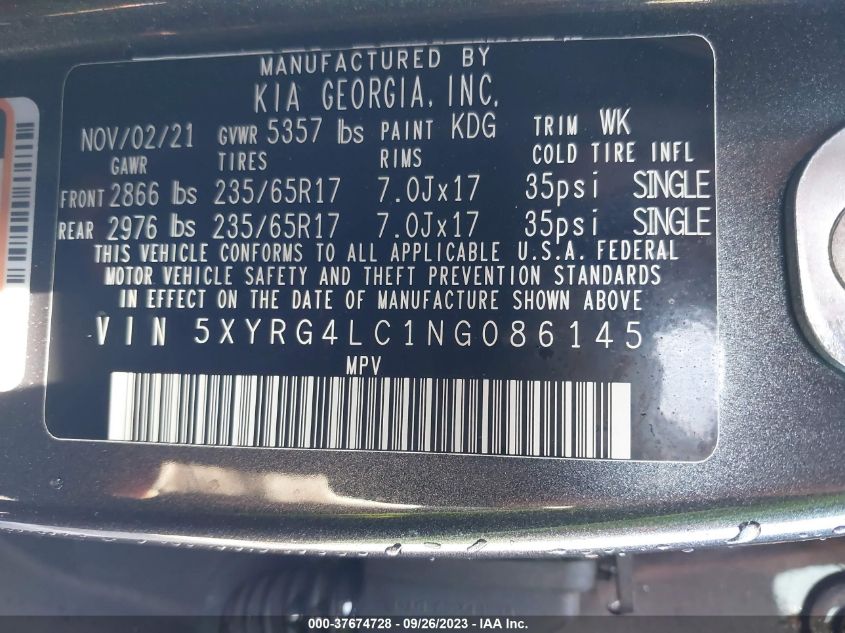 MANUFACTURED BY
KIA GEORGIA, INC.
NOV/02/21 GVWR 5357 lbs PAINT KDG TRIM WK
GAWR TIRES RIMS COLD TIRE INFL
FRONT 2866 lbs 235/65R17 7.0Jx17 35psi SINGLE
REAR 2976 lbs 235/65R17 7.0Jx17 35psi SINGLE
THIS VEHICLE CONFORMS TO ALL APPLICABLE U.S.A. FEDERAL
MOTOR VEHICLE SAFETY AND THEFT PREVENTION STANDARDS
IN EFFECT ON THE DATE OF MANUFACTURE SHOWN ABOVE
VIN 5XYRG4LC1NG086145
MPV
000-37674728 - 09/26/2023 - IAAI Inc.